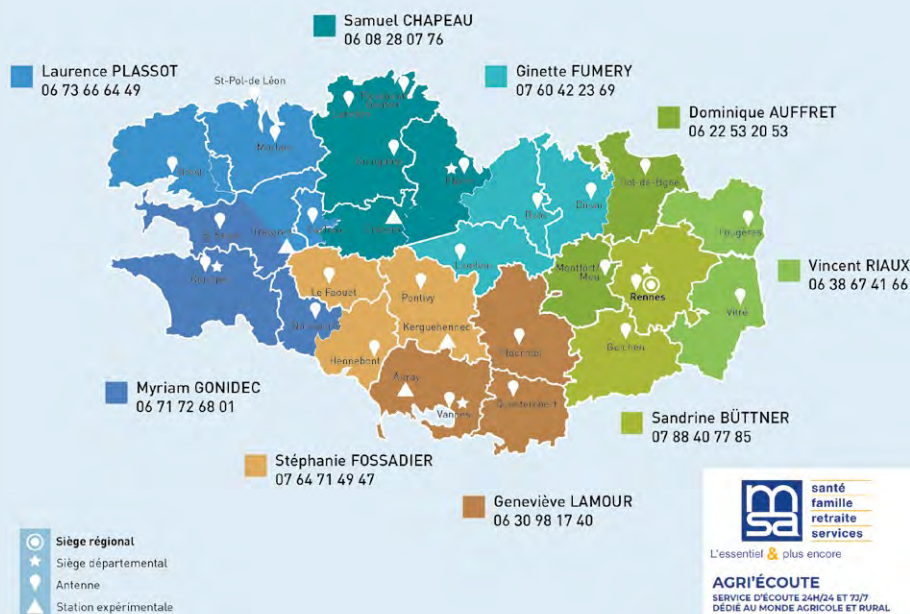 Samuel CHAPEAU
06 08 28 07 76
Laurence PLASSOT
06 73 66 64 49
Ginette FUMERY
07 60 42 23 69
Dominique AUFFRET
06 22 53 20 53
Vincent RIAUX
06 38 67 41 66
Myriam GONIDEC
06 71 72 68 01
Sandrine BÜTTNER
07 88 40 77 85
Stéphanie FOSSADIER
07 64 71 49 47
Geneviève LAMOUR
06 30 98 17 40
St-Pol-de Léon
Morlaix
Dinan
Dol-de-Bgne
Fougères
Montfort/
Meu
Rennes
Vitré
Le Faouet
Pontivy
Kerguehennec
Hennebont
Auray
Vannes
Guichen
Siège régional
Siège départemental
Antenne
Station expérimentale
msa
santé
famille
retraite
services
L'essentiel & plus encore
AGRI'ÉCOUTE
SERVICE D'ÉCOUTE 24H/24 ET 7J/7
DÉDIÉ AU MONDE AGRICOLE ET RURAL